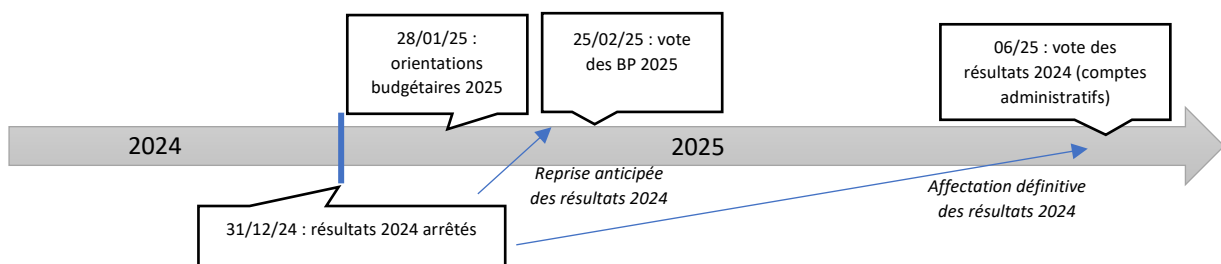 28/01/25 :
orientations
budgétaires 2025
25/02/25 : vote
des BP 2025
06/25 : vote des
résultats 2024 (comptes
administratifs)
2024
2025
Reprise anticipée
des résultats 2024
Affectation définitive
des résultats 2024
31/12/24 : résultats 2024 arrêtés